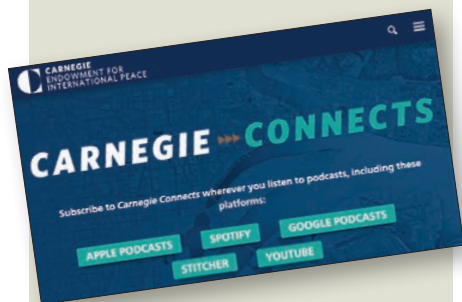 CARNEGIE
ENDOWMENT FOR
INTERNATIONAL PEACE
CARNEGIE CONNECTS
Subscribe to Carnegie Connects wherever you listen to podcasts, including these
platforms:
APPLE PODCASTS SPOTIFY GOOGLE PODCASTS
STITCHER YOUTUBE